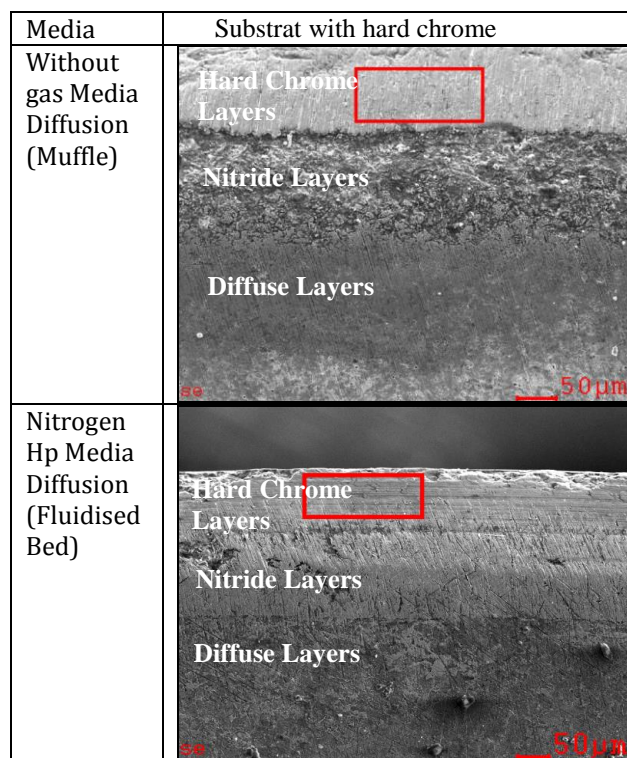 Media
Substrat with hard chrome
Without
gas Media
Diffusion
(Muffle)
Hard Chrome
Layers
Nitride Layers
Diffuse Layers
se
50µm
Nitrogen
Hp Media
Diffusion
(Fluidised
Bed)
Hard Chrome
Layers
Nitride Layers
Diffuse Layers
se
50µm